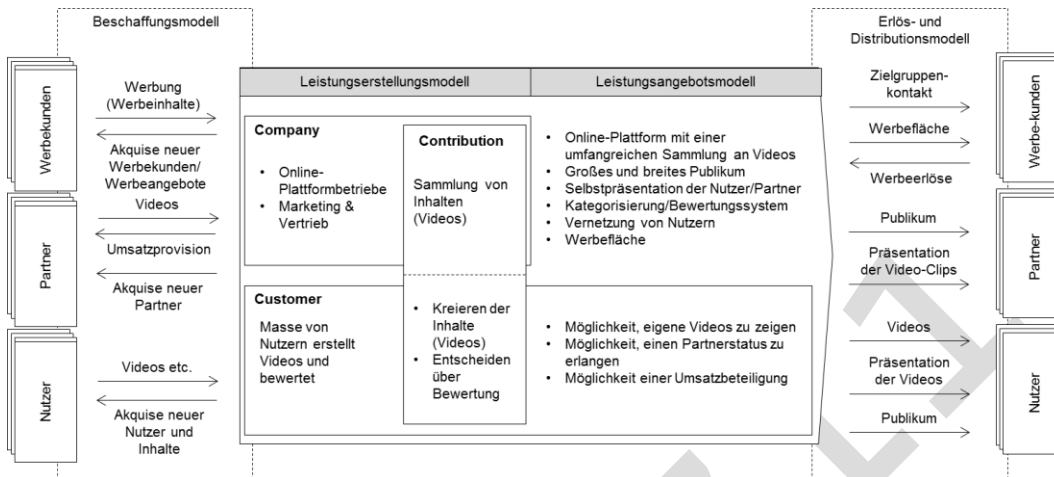 Beschaffungsmodell
Erlös- und
Distributionsmodell
Leistungserstellungsmodell
Leistungsangebotsmodell
Werbekunden
Partner
Nutzer
Werbung
(Werbeinhalte)
Akquise neuer
Werbekunden/
Werbeangebote
Videos
Umsatzprovision
Akquise neuer
Partner
Videos etc.
Akquise neuer
Nutzer und
Inhalte
Company
• Online-
Plattformbetriebe
• Marketing &
Vertrieb
Contribution
Sammlung von
Inhalten
(Videos)
• Online-Plattform mit einer
umfangreichen Sammlung an Videos
• Großes und breites Publikum
• Selbstpräsentation der Nutzer/Partner
• Kategorisierung/Bewertungssystem
• Vernetzung von Nutzern
• Werbefläche
Customer
Masse von
Nutzern erstellt
Videos und
bewertet
• Kreieren der
Inhalte
(Videos)
• Entscheiden
über
Bewertung
• Möglichkeit, eigene Videos zu zeigen
• Möglichkeit, einen Partnerstatus zu
erlangen
• Möglichkeit einer Umsatzbeteiligung
Zielgruppen-
kontakt
Werbefläche
Werbeerlöse
Publikum
Präsentation
der Video-Clips
Videos
Präsentation
der Videos
Publikum
Werbe-kunden
Partner
Nutzer